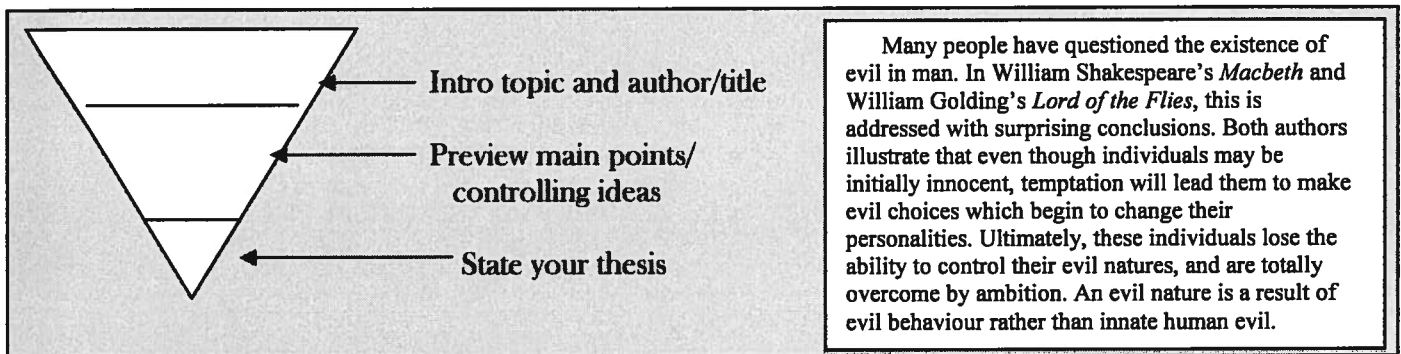 Intro topic and author/title
Preview main points/
controlling ideas
State your thesis
Many people have questioned the existence of
evil in man. In William Shakespeare's Macbeth and
William Golding's Lord of the Flies, this is
addressed with surprising conclusions. Both authors
illustrate that even though individuals may be
initially innocent, temptation will lead them to make
evil choices which begin to change their
personalities. Ultimately, these individuals lose the
ability to control their evil natures, and are totally
overcome by ambition. An evil nature is a result of
evil behaviour rather than innate human evil.